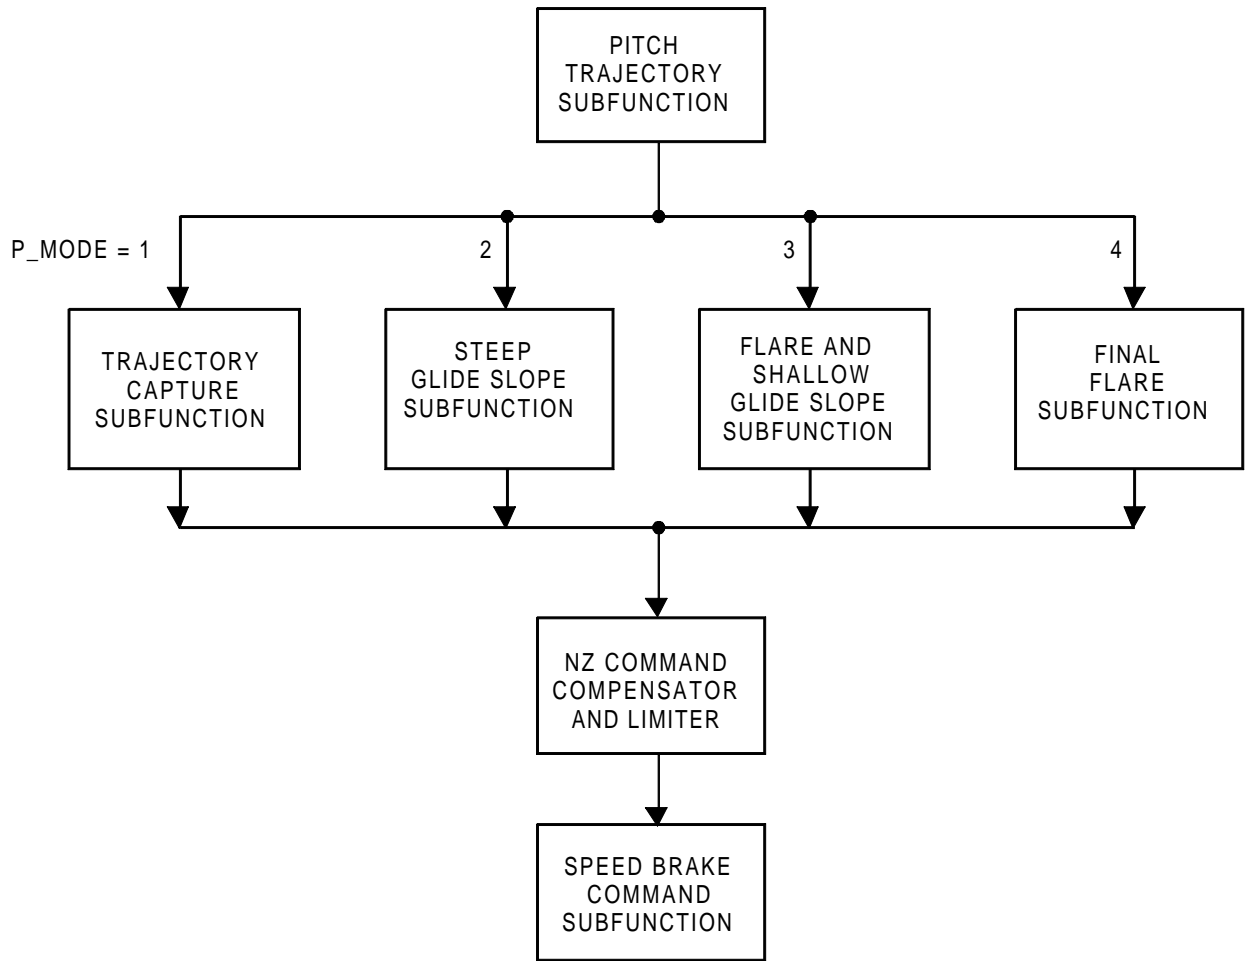 PITCH
TRAJECTORY
SUBFUNCTION
P_MODE = 1
2
3
4
TRAJECTORY
CAPTURE
SUBFUNCTION
STEEP
GLIDE SLOPE
SUBFUNCTION
FLARE AND
SHALLOW
GLIDE SLOPE
SUBFUNCTION
FINAL
FLARE
SUBFUNCTION
NZ COMMAND
COMPENSATOR
AND LIMITER
SPEED BRAKE
COMMAND
SUBFUNCTION